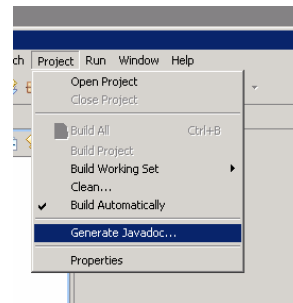 ch Project Run Window Help
Open Project
Close Project
Build All Ctrl+B
Build Project
Build Working Set
Clean...
Build Automatically
Generate Javadoc...
Properties